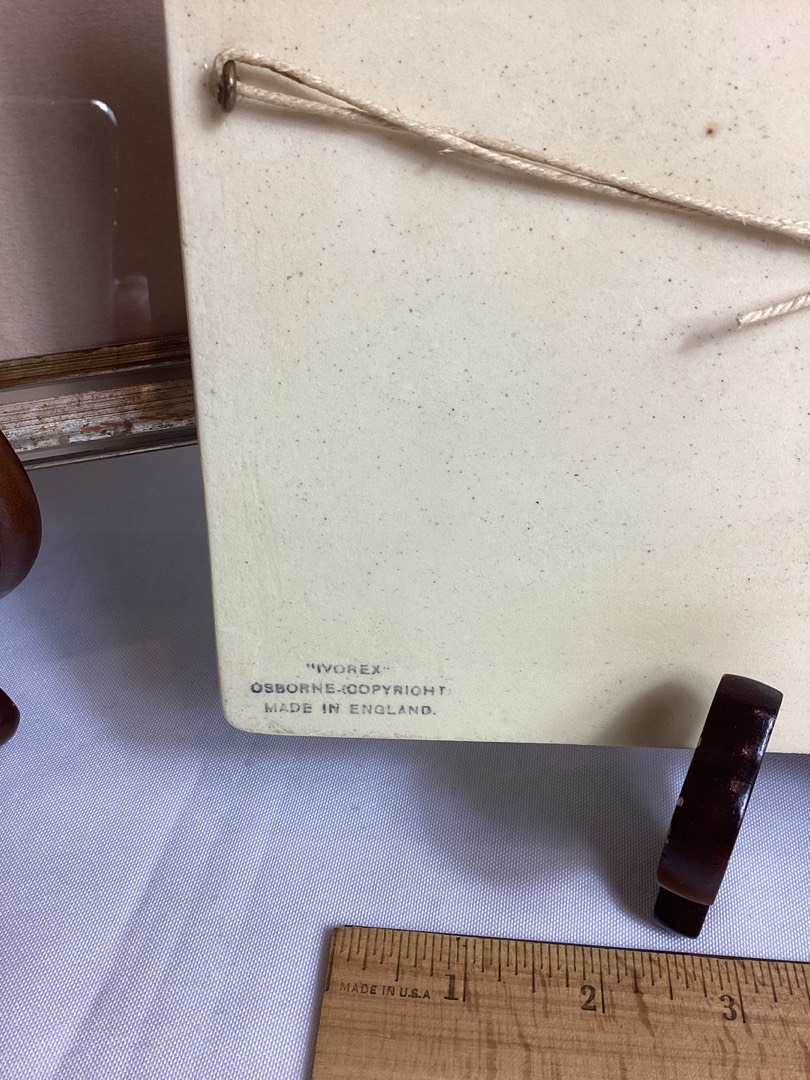 "IVOREX"
OSBORNE-(COPYRIGHT)
MADE IN ENGLAND.
MADE IN U.S.A
1
2
3